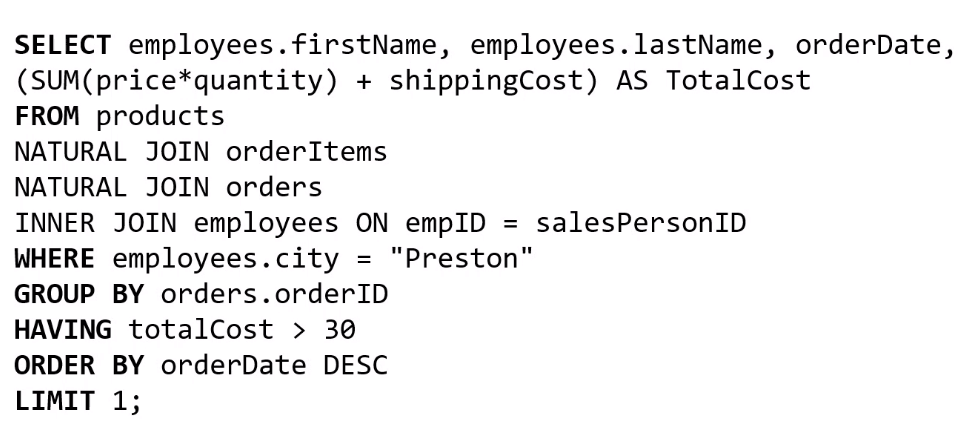 SELECT employees.firstName, employees.lastName, orderDate,
(SUM(price*quantity) + shippingCost) AS TotalCost
FROM products
NATURAL JOIN orderItems
NATURAL JOIN orders
INNER JOIN employees ON empID = salesPersonID
WHERE employees.city = "Preston"
GROUP BY orders.orderID
HAVING totalCost > 30
ORDER BY orderDate DESC
LIMIT 1;